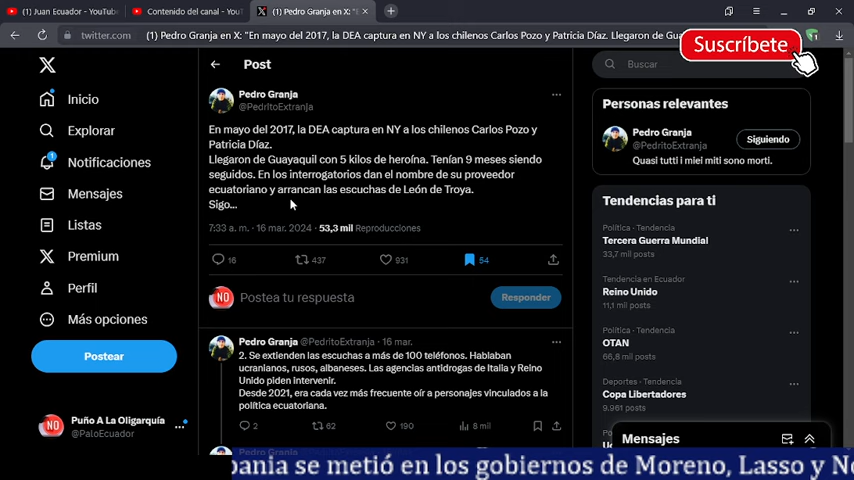 (1) Juan Ecuador - YouTube
Contenido del canal - YouT
(1) Pedro Granja en X: "En
twitter.com
(1) Pedro Granja en X: "En mayo del 2017, la DEA captura en NY a los chilenos Carlos Pozo y Patricia Díaz. Llegaron de Gua
Suscríbete
Post
Pedro Granja
@PedritoExtranja
En mayo del 2017, la DEA captura en NY a los chilenos Carlos Pozo y
Patricia Díaz.
Llegaron de Guayaquil con 5 kilos de heroína. Tenían 9 meses siendo
seguidos. En los interrogatorios dan el nombre de su proveedor
ecuatoriano y arrancan las escuchas de León de Troya.
Sigo...
7:33 a. m. · 16 mar. 2024 · 53,3 mil Reproducciones
16 437 931 54
NO
Postea tu respuesta
Responder
Pedro Granja @PedritoExtranja · 16 mar.
2. Se extienden las escuchas a más de 100 teléfonos. Hablaban
ucranianos, rusos, albaneses. Las agencias antidrogas de Italia y Reino
Unido piden intervenir.
Desde 2021, era cada vez más frecuente oír a personajes vinculados a la
política ecuatoriana.
2 62 190 8 mil
Inicio
Explorar
1
Notificaciones
Mensajes
Listas
Premium
Perfil
Más opciones
Postear
NO
Puño A La Oligarquía
@PaloEcuador
Buscar
Personas relevantes
Pedro Granja
@PedritoExtranja
Siguiendo
Quasi tutti i miei miti sono morti.
Tendencias para ti
Política · Tendencia
Tercera Guerra Mundial
33,7 mil posts
Tendencia en Ecuador
Reino Unido
11,1 mil posts
Política · Tendencia
OTAN
66,8 mil posts
Deportes · Tendencia
Copa Libertadores
9.961 posts
Mensajes
bania se metió en los gobiernos de Moreno, Lasso y No